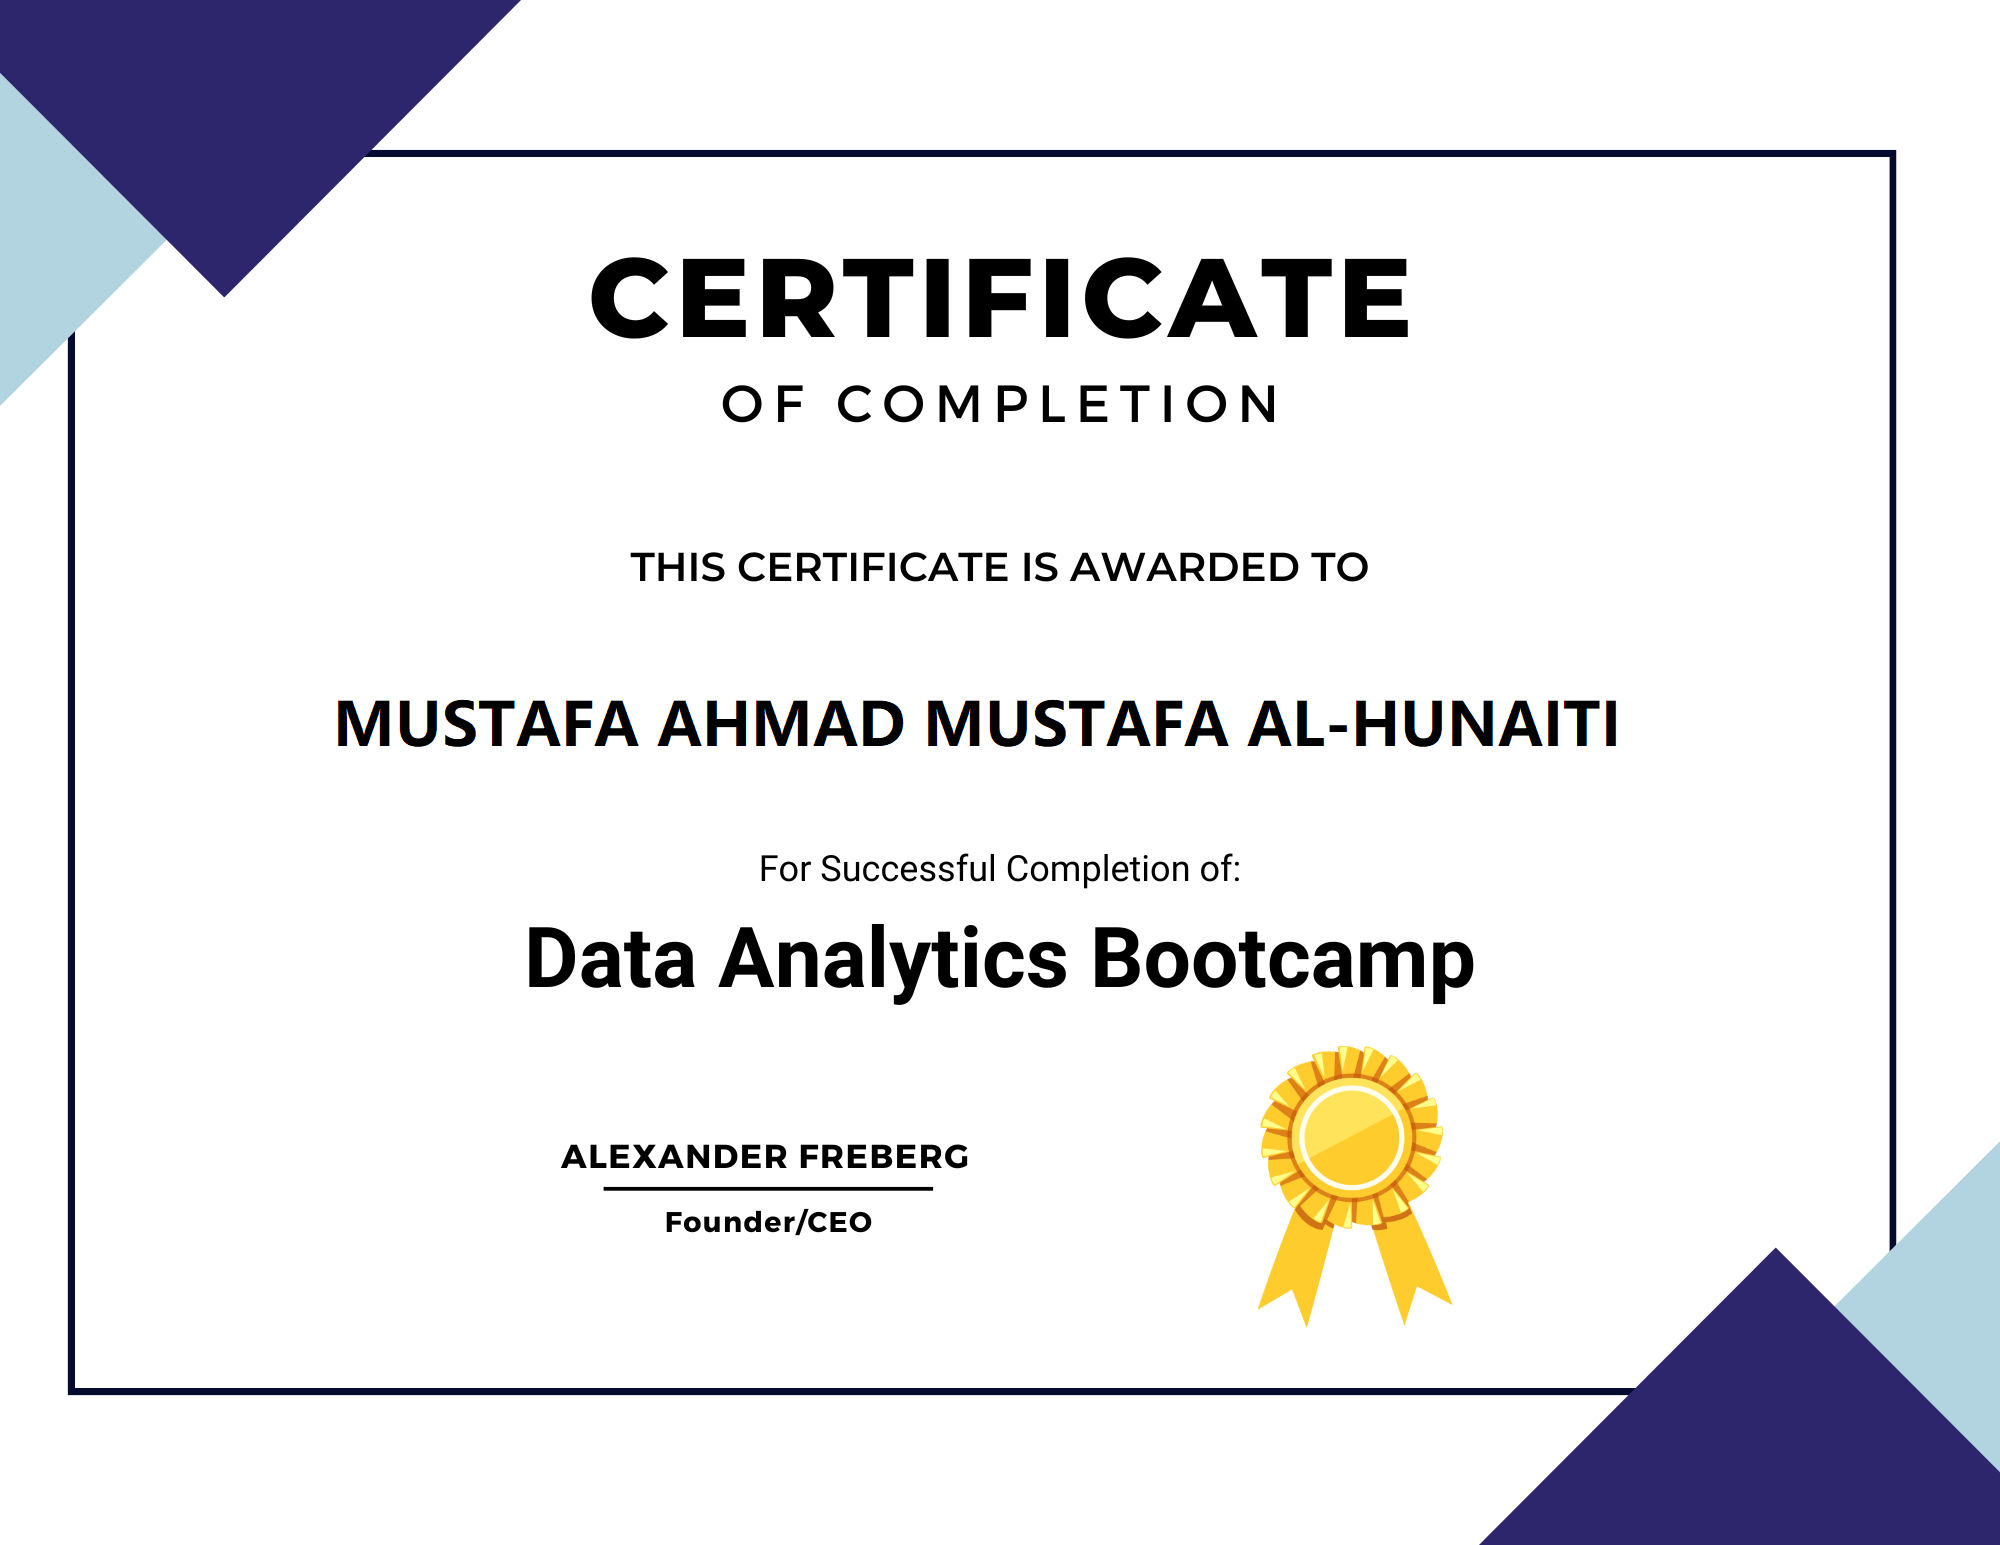 CERTIFICATE
OF COMPLETION
THIS CERTIFICATE IS AWARDED TO
MUSTAFA AHMAD MUSTAFA AL-HUNAITI
For Successful Completion of:
Data Analytics Bootcamp
ALEXANDER FREBERG
Founder/CEO